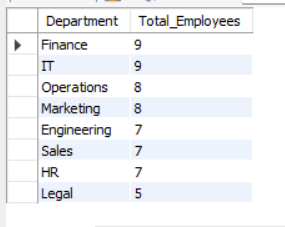 Department Total_Employees
Finance 9
IT 9
Operations 8
Marketing 8
Engineering 7
Sales 7
HR 7
Legal 5